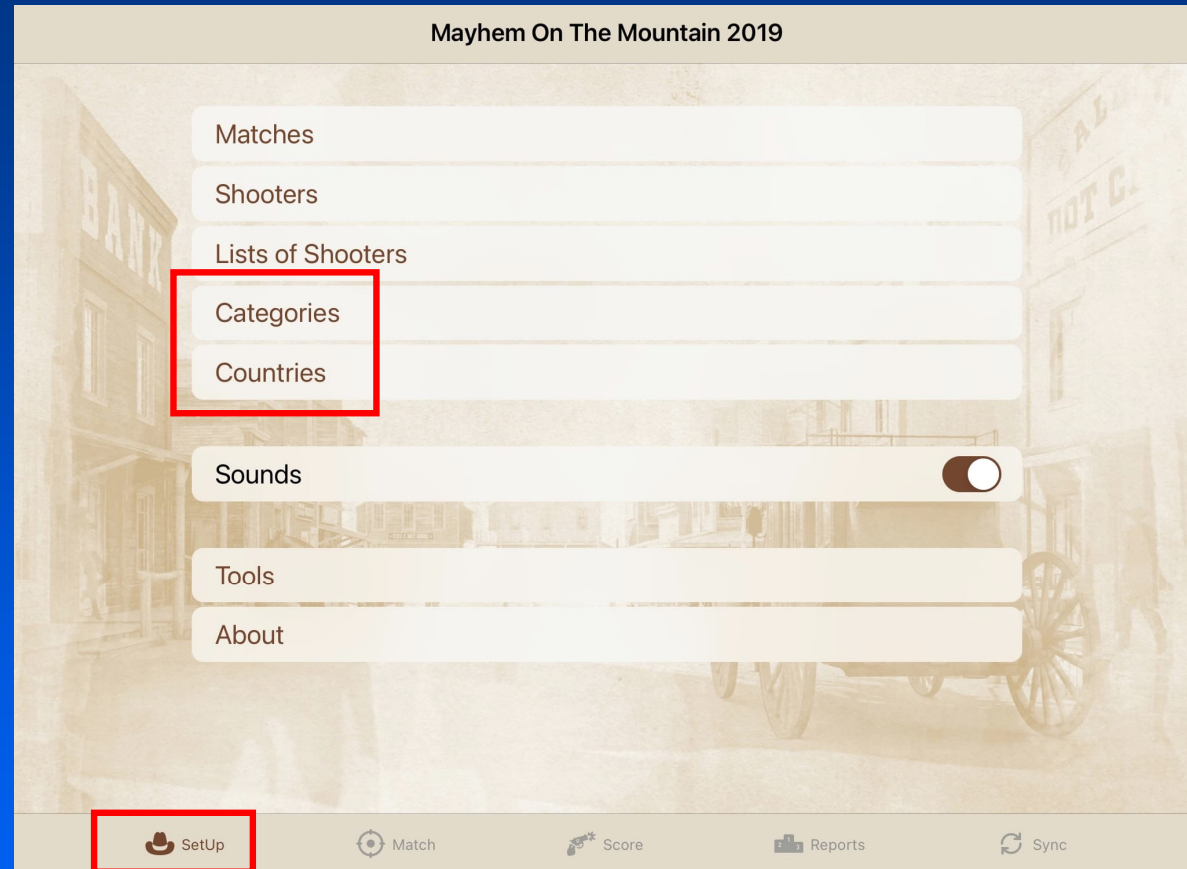 Mayhem On The Mountain 2019
BANK
Matches
Shooters
Lists of Shooters
Categories
Countries
Sounds
Tools
About
SetUp
Match
Score
Reports
Sync